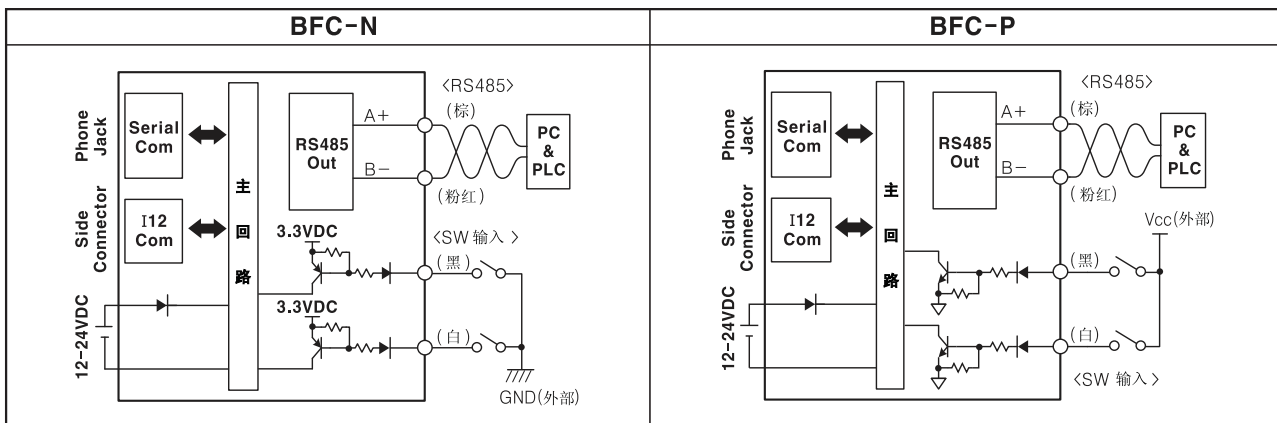 BFC-N
Phone Jack
Side Connector
12-24VDC
Serial Com
I12 Com
主回路
RS485 Out
A+
B-
〈RS485〉
(棕)
(粉红)
PC & PLC
3.3VDC
3.3VDC
〈SW 输入 〉
(黑)
(白)
GND(外部)
BFC-P
Phone Jack
Side Connector
12-24VDC
Serial Com
I12 Com
主回路
RS485 Out
A+
B-
〈RS485〉
(棕)
(粉红)
PC & PLC
Vcc(外部)
(黑)
(白)
〈SW 输入 〉